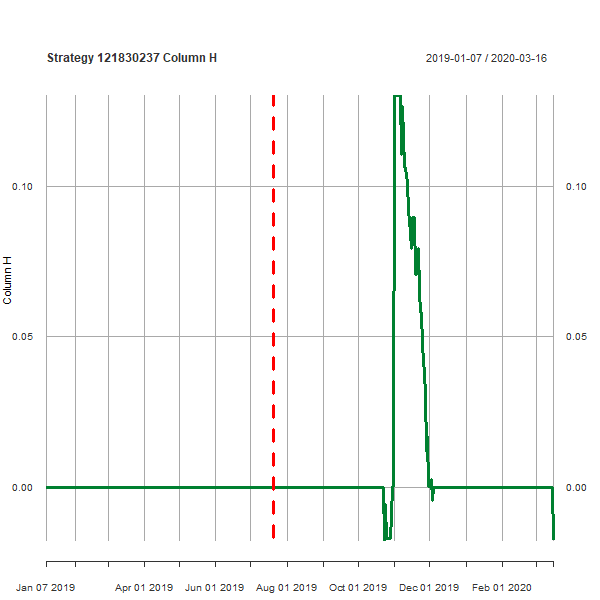 Strategy 121830237 Column H
2019-01-07 / 2020-03-16
0.10
0.10
Column H
0.05
0.05
0.00
0.00
Jan 07 2019
Apr 01 2019
Jun 01 2019
Aug 01 2019
Oct 01 2019
Dec 01 2019
Feb 01 2020